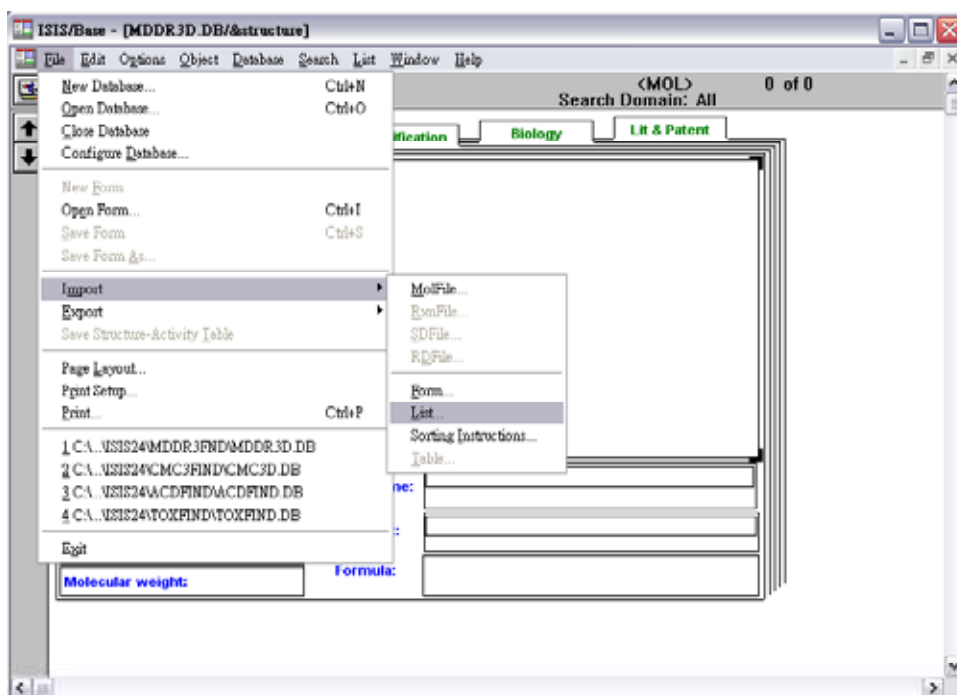 ISIS/Base - [MDDR3D.DB/&structure]
File Edit Options Object Database Search List Window Help
<MOL> 0 of 0
Search Domain: All
New Database... Ctrl+N
Open Database... Ctrl+O
Close Database
Configure Database...
New Form
Open Form... Ctrl+I
Save Form Ctrl+S
Save Form As...
Import
Export
Save Structure-Activity Table
Page Layout...
Print Setup...
Print... Ctrl+P
1 C:\...\ISIS24\MDDR3FND\MDDR3D.DB
2 C:\...\ISIS24\CMC3FIND\CMC3D.DB
3 C:\...\ISIS24\ACDFIND\ACDFIND.DB
4 C:\...\ISIS24\TOXFIND\TOXFIND.DB
Exit
MolFile...
RxnFile...
SDFile...
RDFile...
Form...
List...
Sorting Instructions...
Table...
ification Biology Lit & Patent
me:
:
Molecular weight: Formula: